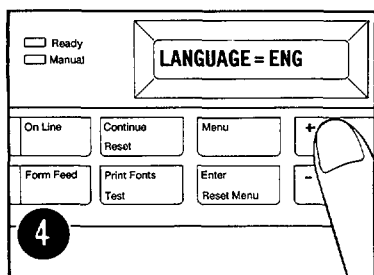 Ready
Manual
LANGUAGE = ENG
On Line
Continue
Reset
Menu
+
Form Feed
Print Fonts
Test
Enter
Reset Menu
-
4